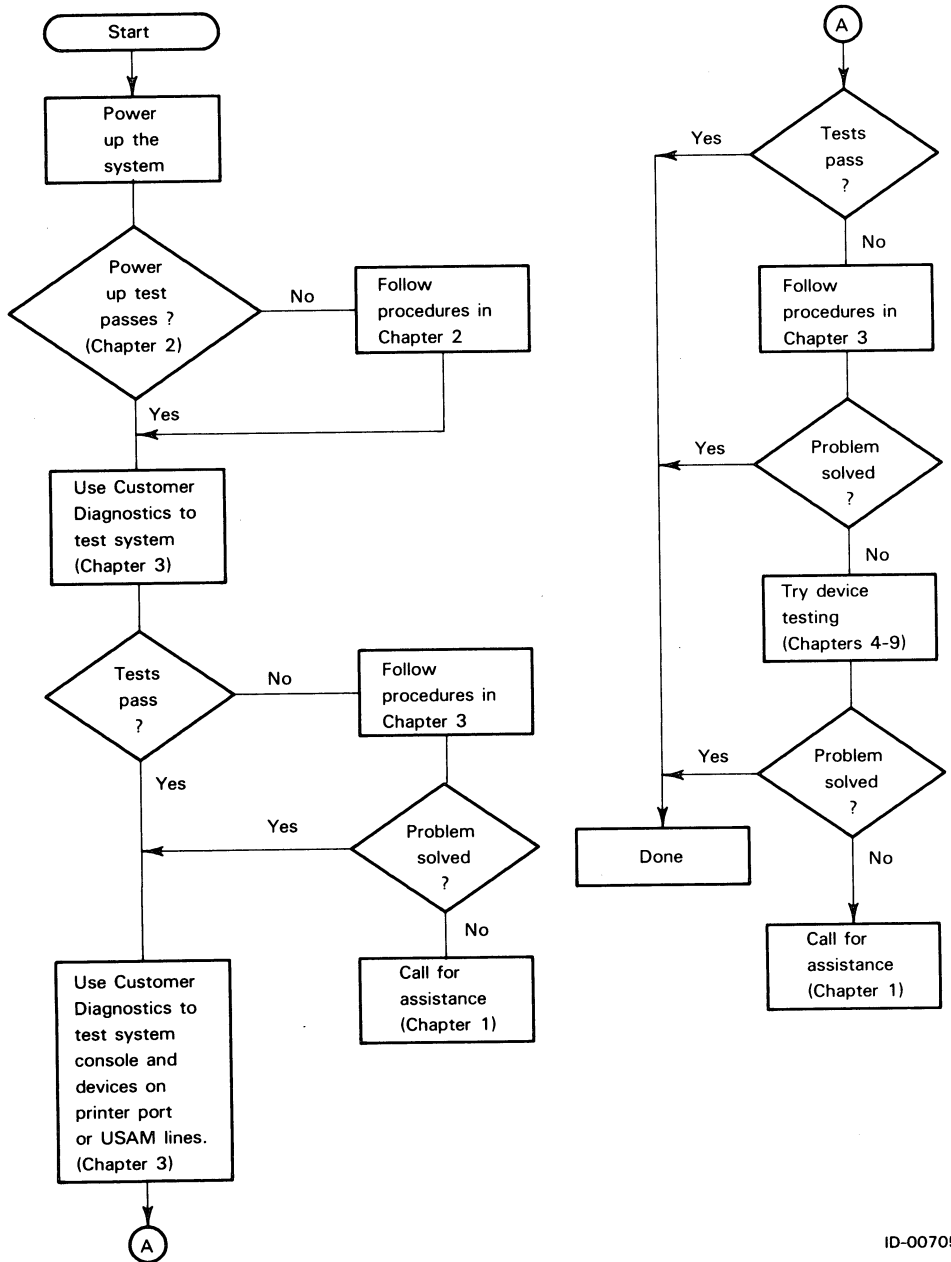 Start
Power
up the
system
Power
up test
passes ?
(Chapter 2)
No
Follow
procedures in
Chapter 2
Yes
Use Customer
Diagnostics to
test system
(Chapter 3)
Tests
pass
?
No
Follow
procedures in
Chapter 3
Yes
Problem
solved
?
Yes
No
Call for
assistance
(Chapter 1)
Use Customer
Diagnostics to
test system
console and
devices on
printer port
or USAM lines.
(Chapter 3)
A
A
Tests
pass
?
Yes
No
Follow
procedures in
Chapter 3
Problem
solved
?
Yes
No
Try device
testing
(Chapters 4-9)
Problem
solved
?
Yes
Done
No
Call for
assistance
(Chapter 1)